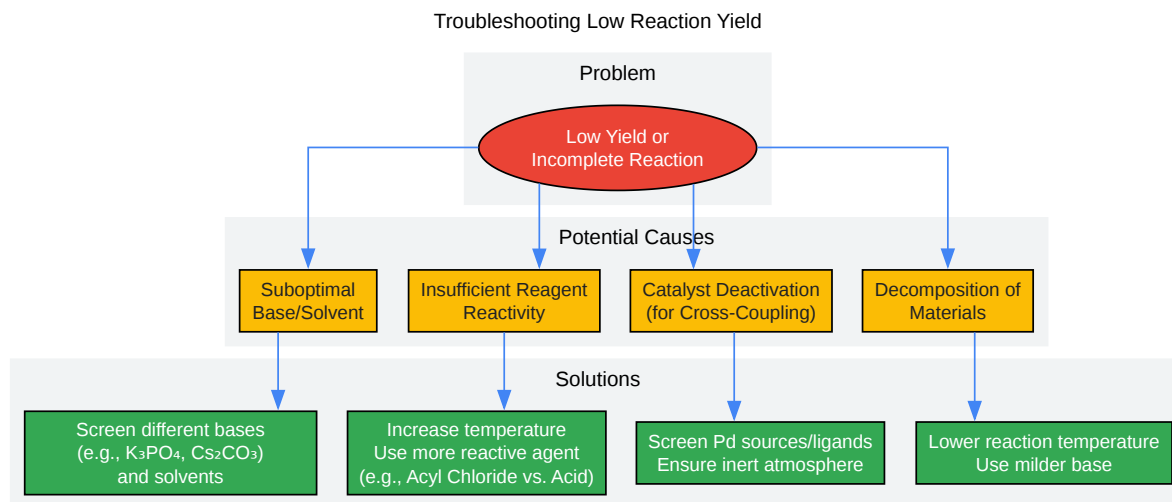 Troubleshooting Low Reaction Yield
Problem
Low Yield or
Incomplete Reaction
Potential Causes
Suboptimal
Base/Solvent
Insufficient Reagent
Reactivity
Catalyst Deactivation
(for Cross-Coupling)
Decomposition of
Materials
Solutions
Screen different bases
(e.g., K₃PO₄, Cs₂CO₃)
and solvents
Increase temperature
Use more reactive agent
(e.g., Acyl Chloride vs. Acid)
Screen Pd sources/ligands
Ensure inert atmosphere
Lower reaction temperature
Use milder base